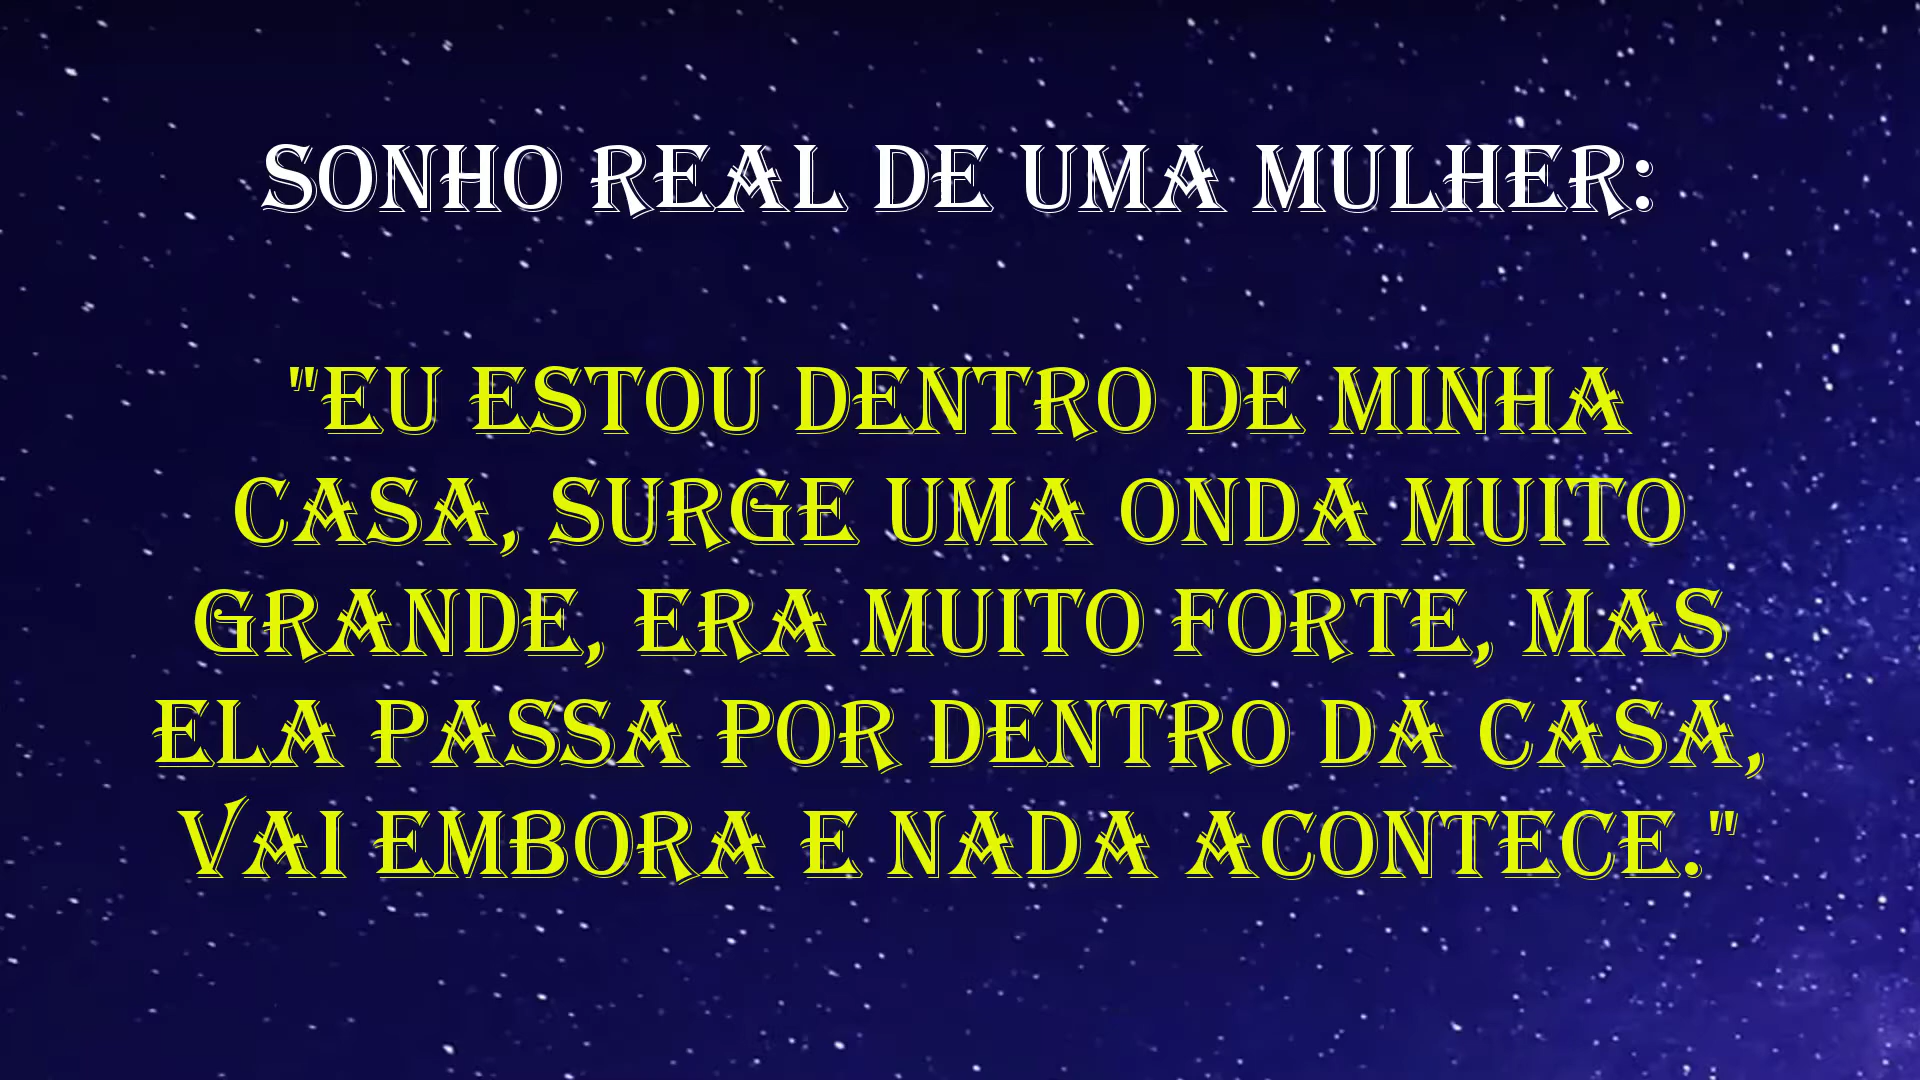 SONHO REAL DE UMA MULHER:
"EU ESTOU DENTRO DE MINHA
CASA, SURGE UMA ONDA MUITO
GRANDE, ERA MUITO FORTE, MAS
ELA PASSA POR DENTRO DA CASA,
VAI EMBORA E NADA ACONTECE."